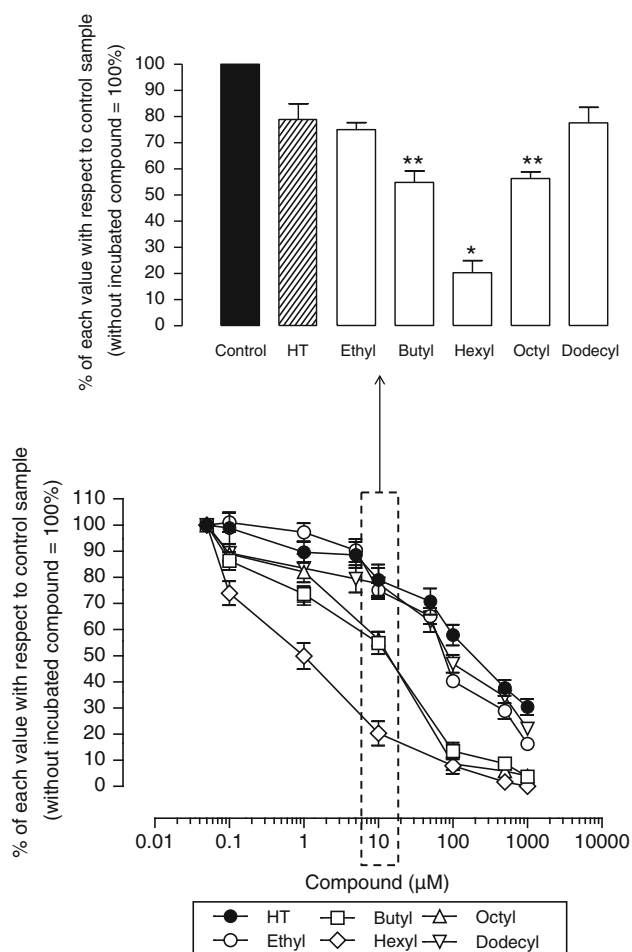 % of each value with respect to control sample
(without incubated compound = 100%)
100
90
80
70
60
50
40
30
20
10
0
**
*
**
Control HT Ethyl Butyl Hexyl Octyl Dodecyl
% of each value with respect to control sample
(without incubated compound = 100%)
110
100
90
80
70
60
50
40
30
20
10
0
0.01 0.1 1 10 100 1000 10000
Compound (µM)
HT Butyl Octyl
Ethyl Hexyl Dodecyl